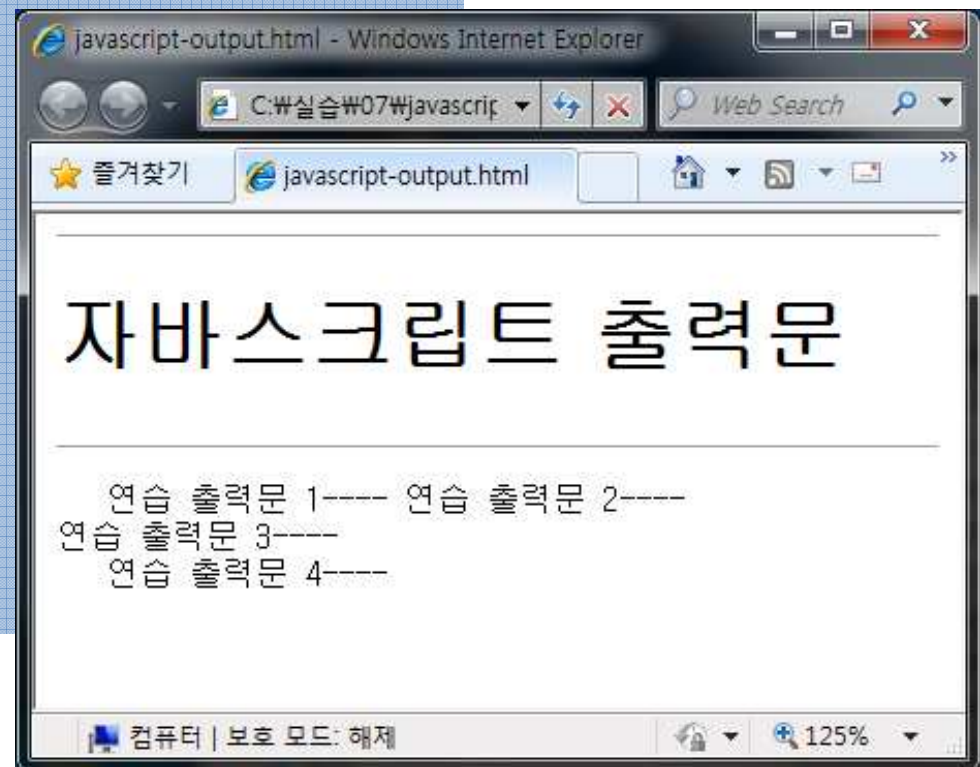 javascript-output.html - Windows Internet Explorer
C:₩실습₩07₩javascrip
Web Search
즐겨찾기
javascript-output.html
자바스크립트 출력문
연습 출력문 1---- 연습 출력문 2----
연습 출력문 3----
연습 출력문 4----
컴퓨터 | 보호 모드: 해제
125%